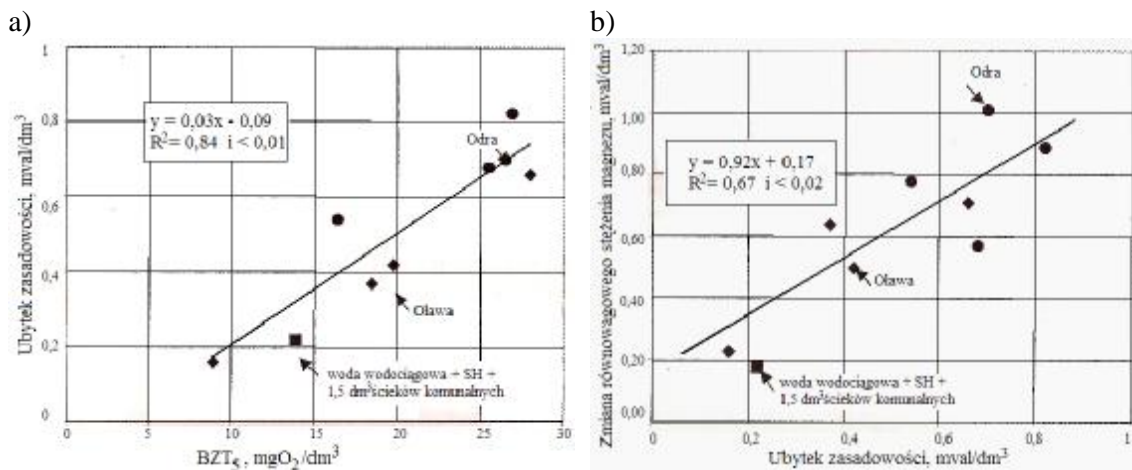 a)
Ubytek zasadowości, mval/dm³
1
0,8
0,6
0,4
0,2
0
y = 0,03x - 0,09
R²= 0,84 i < 0,01
Odra
Oława
woda wodociągowa + SH +
1,5 dm³ścieków komunalnych
0 5 10 15 20 25 30
BZT₅, mgO₂/dm³
b)
Zmiana równowagowego stężenia magnezu, mval/dm³
1,20
1,00
0,80
0,60
0,40
0,20
0,00
Odra
y = 0,92x + 0,17
R²= 0,67 i < 0,02
Oława
woda wodociągowa + SH +
1,5 dm³ścieków komunalnych
0 0,2 0,4 0,6 0,8 1
Ubytek zasadowości, mval/dm³